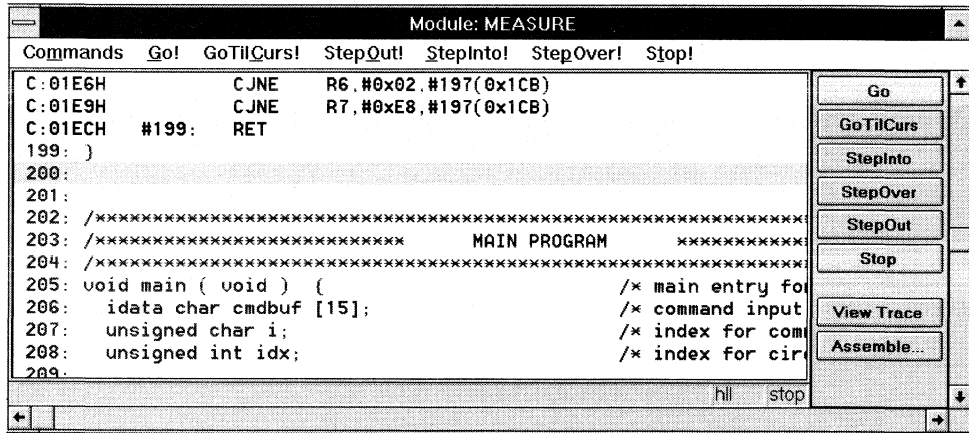 Module: MEASURE
Commands Go! GoTilCurs! StepOut! StepInto! StepOver! Stop!
C:01E6H CJNE R6,#0x02,#197(0x1CB)
C:01E9H CJNE R7,#0xE8,#197(0x1CB)
C:01ECH #199: RET
199: }
200:
201:
202: /***************************************************************************
203: /*************************** MAIN PROGRAM ***********
204: /***************************************************************************
205: void main ( void ) { /* main entry for
206: idata char cmdbuf [15]; /* command input
207: unsigned char i; /* index for com
208: unsigned int idx; /* index for cir
209:
hll stop
Go
GoTilCurs
StepInto
StepOver
StepOut
Stop
View Trace
Assemble...